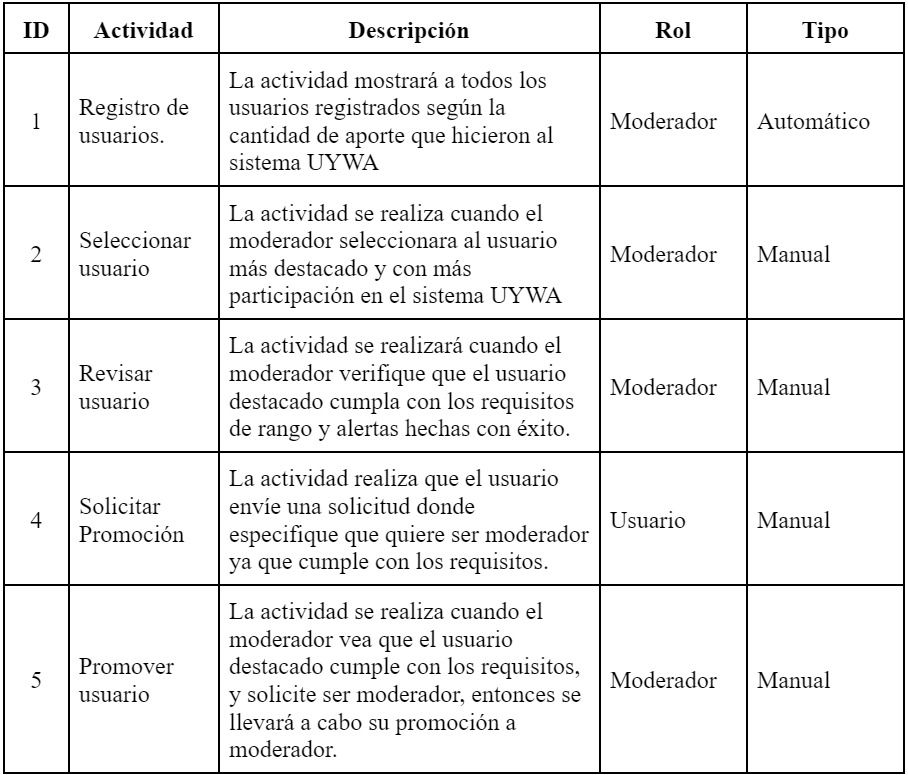 ID Actividad Descripción Rol Tipo
1
Registro de
usuarios.
La actividad mostrará a todos los
usuarios registrados según la
cantidad de aporte que hicieron al
sistema UYWA
Moderador
Automático
2
Seleccionar
usuario
La actividad se realiza cuando el
moderador seleccionara al usuario
más destacado y con más
participación en el sistema UYWA
Moderador
Manual
3
Revisar
usuario
La actividad se realizará cuando el
moderador verifique que el usuario
destacado cumpla con los requisitos
de rango y alertas hechas con éxito.
Moderador
Manual
4
Solicitar
Promoción
La actividad realiza que el usuario
envíe una solicitud donde
especifique que quiere ser moderador
ya que cumple con los requisitos.
Usuario
Manual
5
Promover
usuario
La actividad se realiza cuando el
moderador vea que el usuario
destacado cumple con los requisitos,
y solicite ser moderador, entonces se
llevará a cabo su promoción a
moderador.
Moderador
Manual